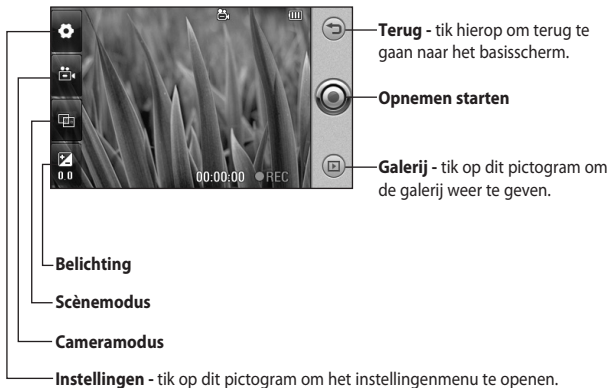 Terug - tik hierop om terug te
gaan naar het basisscherm.
Opnemen starten
Galerij - tik op dit pictogram om
de galerij weer te geven.
0.0
00:00:00 REC
Belichting
Scènemodus
Cameramodus
Instellingen - tik op dit pictogram om het instellingenmenu te openen.